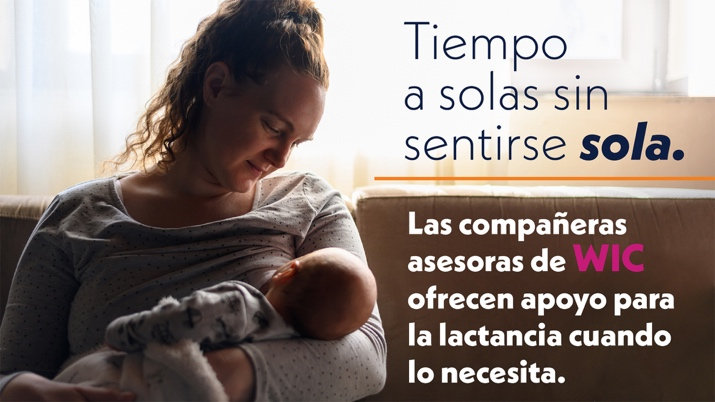 Tiempo
a solas sin
sentirse sola.
Las compañeras
asesoras de WIC
ofrecen apoyo para
la lactancia cuando
lo necesita.